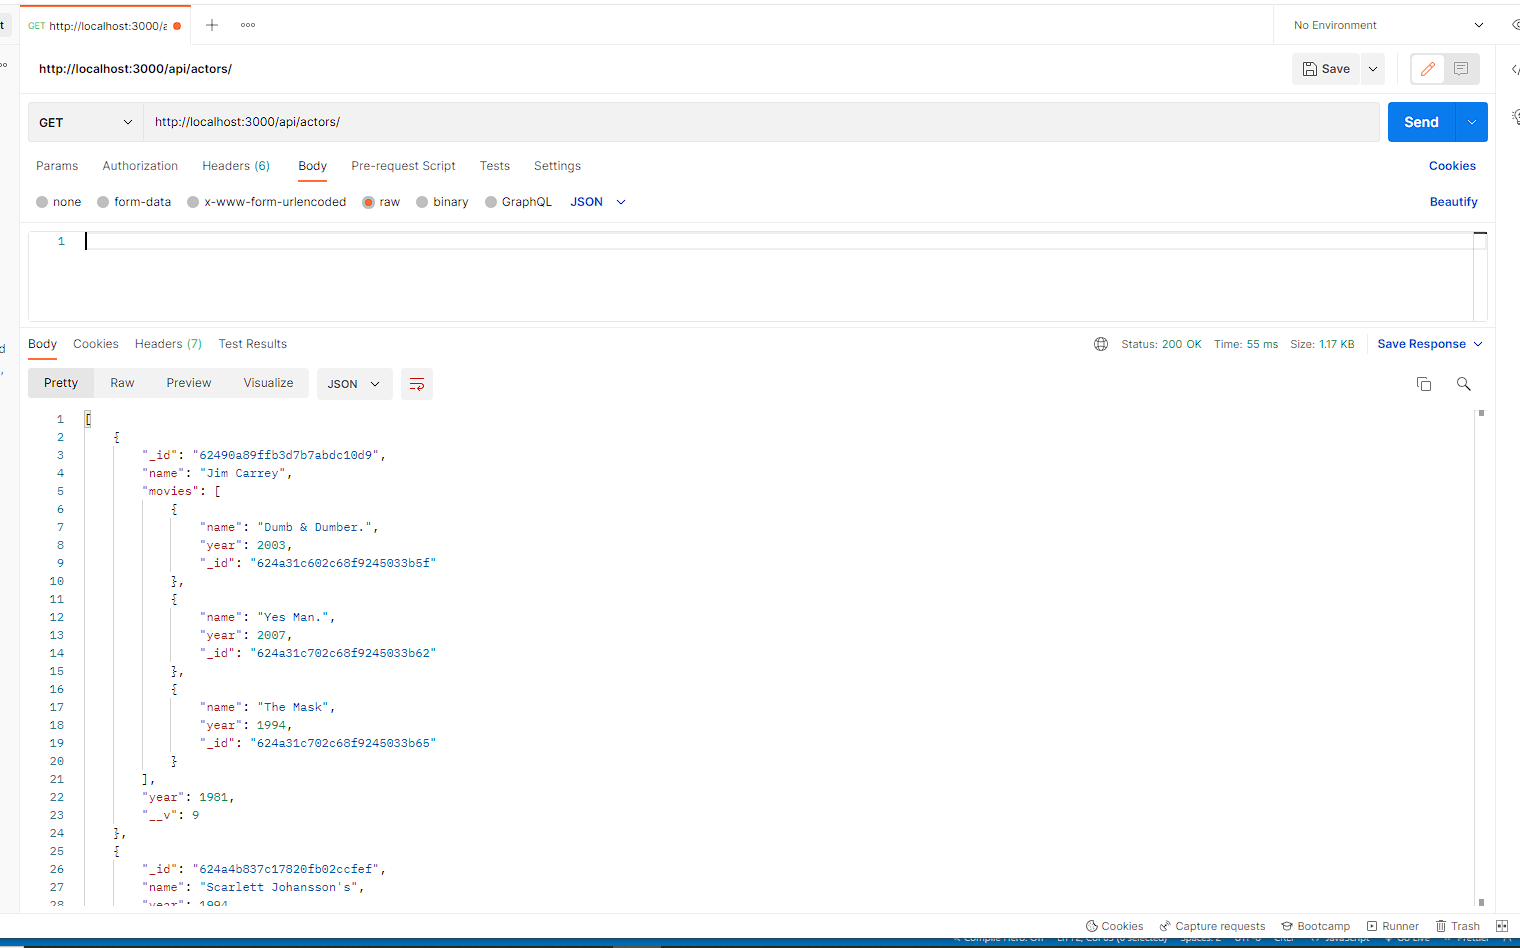 GET http://localhost:3000/a
No Environment
http://localhost:3000/api/actors/
Save
GET http://localhost:3000/api/actors/ Send
Params Authorization Headers (6) Body Pre-request Script Tests Settings Cookies
none form-data x-www-form-urlencoded raw binary GraphQL JSON Beautify
1
Body Cookies Headers (7) Test Results Status: 200 OK Time: 55 ms Size: 1.17 KB Save Response
Pretty Raw Preview Visualize JSON
1 [
2 {
3 "_id": "62490a89ffb3d7b7abdc10d9",
4 "name": "Jim Carrey",
5 "movies": [
6 {
7 "name": "Dumb & Dumber.",
8 "year": 2003,
9 "_id": "624a31c602c68f9245033b5f"
10 },
11 {
12 "name": "Yes Man.",
13 "year": 2007,
14 "_id": "624a31c702c68f9245033b62"
15 },
16 {
17 "name": "The Mask",
18 "year": 1994,
19 "_id": "624a31c702c68f9245033b65"
20 }
21 ],
22 "year": 1981,
23 "__v": 9
24 },
25 {
26 "_id": "624a4b837c17820fb02ccfef",
27 "name": "Scarlett Johansson's",
28 "year": 1994
Cookies Capture requests Bootcamp Runner Trash